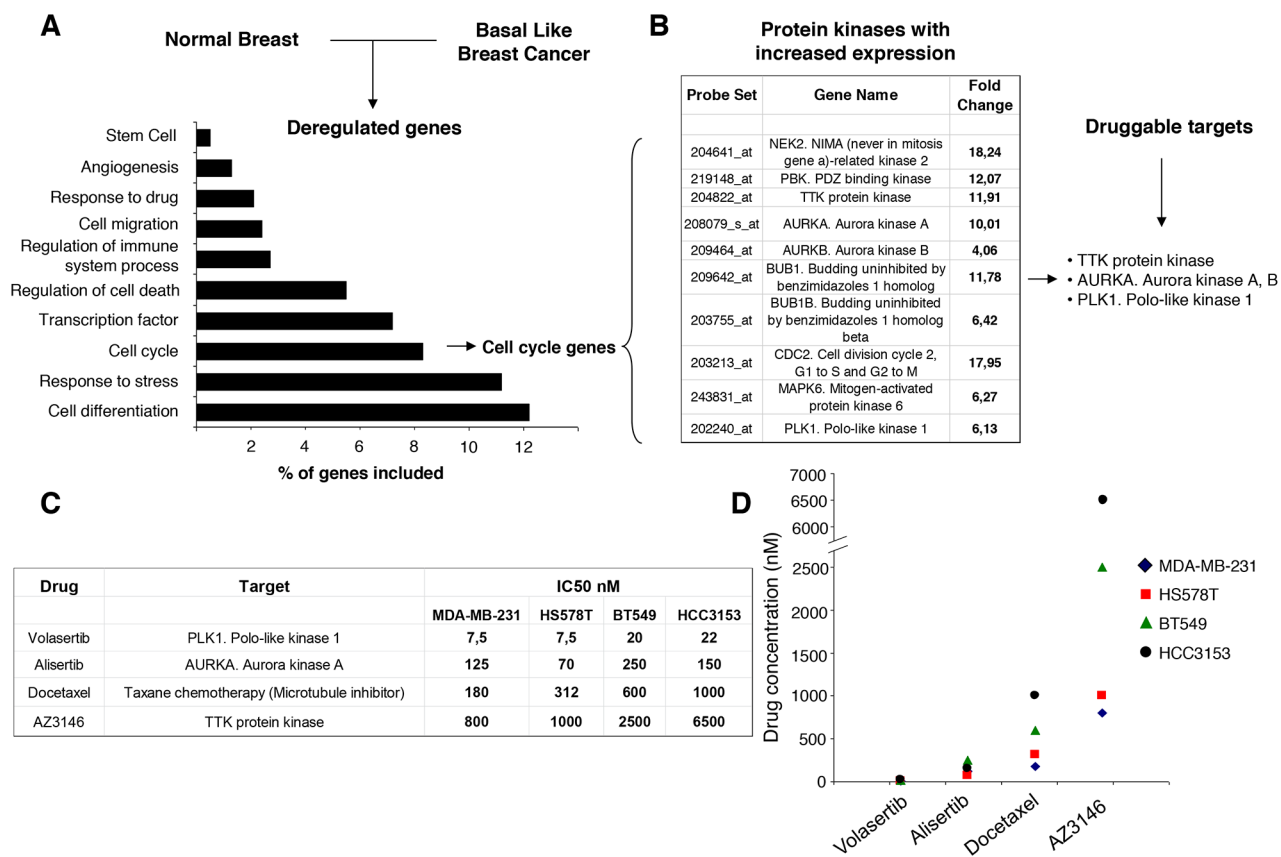 A
Normal Breast
Basal Like
Breast Cancer
Deregulated genes
Stem Cell
Angiogenesis
Response to drug
Cell migration
Regulation of immune
system process
Regulation of cell death
Transcription factor
Cell cycle
Response to stress
Cell differentiation
Cell cycle genes
2 4 6 8 10 12
% of genes included
B
Protein kinases with
increased expression
Probe Set Gene Name Fold
Change
204641_at NEK2. NIMA (never in mitosis
gene a)-related kinase 2 18,24
219148_at PBK. PDZ binding kinase 12,07
204822_at TTK protein kinase 11,91
208079_s_at AURKA. Aurora kinase A 10,01
209464_at AURKB. Aurora kinase B 4,06
209642_at BUB1. Budding uninhibited by
benzimidazoles 1 homolog 11,78
203755_at BUB1B. Budding uninhibited
by benzimidazoles 1 homolog
beta 6,42
203213_at CDC2. Cell division cycle 2,
G1 to S and G2 to M 17,95
243831_at MAPK6. Mitogen-activated
protein kinase 6 6,27
202240_at PLK1. Polo-like kinase 1 6,13
Druggable targets
• TTK protein kinase
• AURKA. Aurora kinase A, B
• PLK1. Polo-like kinase 1
C
Drug Target IC50 nM
MDA-MB-231 HS578T BT549 HCC3153
Volasertib PLK1. Polo-like kinase 1 7,5 7,5 20 22
Alisertib AURKA. Aurora kinase A 125 70 250 150
Docetaxel Taxane chemotherapy (Microtubule inhibitor) 180 312 600 1000
AZ3146 TTK protein kinase 800 1000 2500 6500
D
Drug concentration (nM)
7000
6500
6000
2500
2000
1500
1000
500
0
Volasertib
Alisertib
Docetaxel
AZ3146
MDA-MB-231
HS578T
BT549
HCC3153